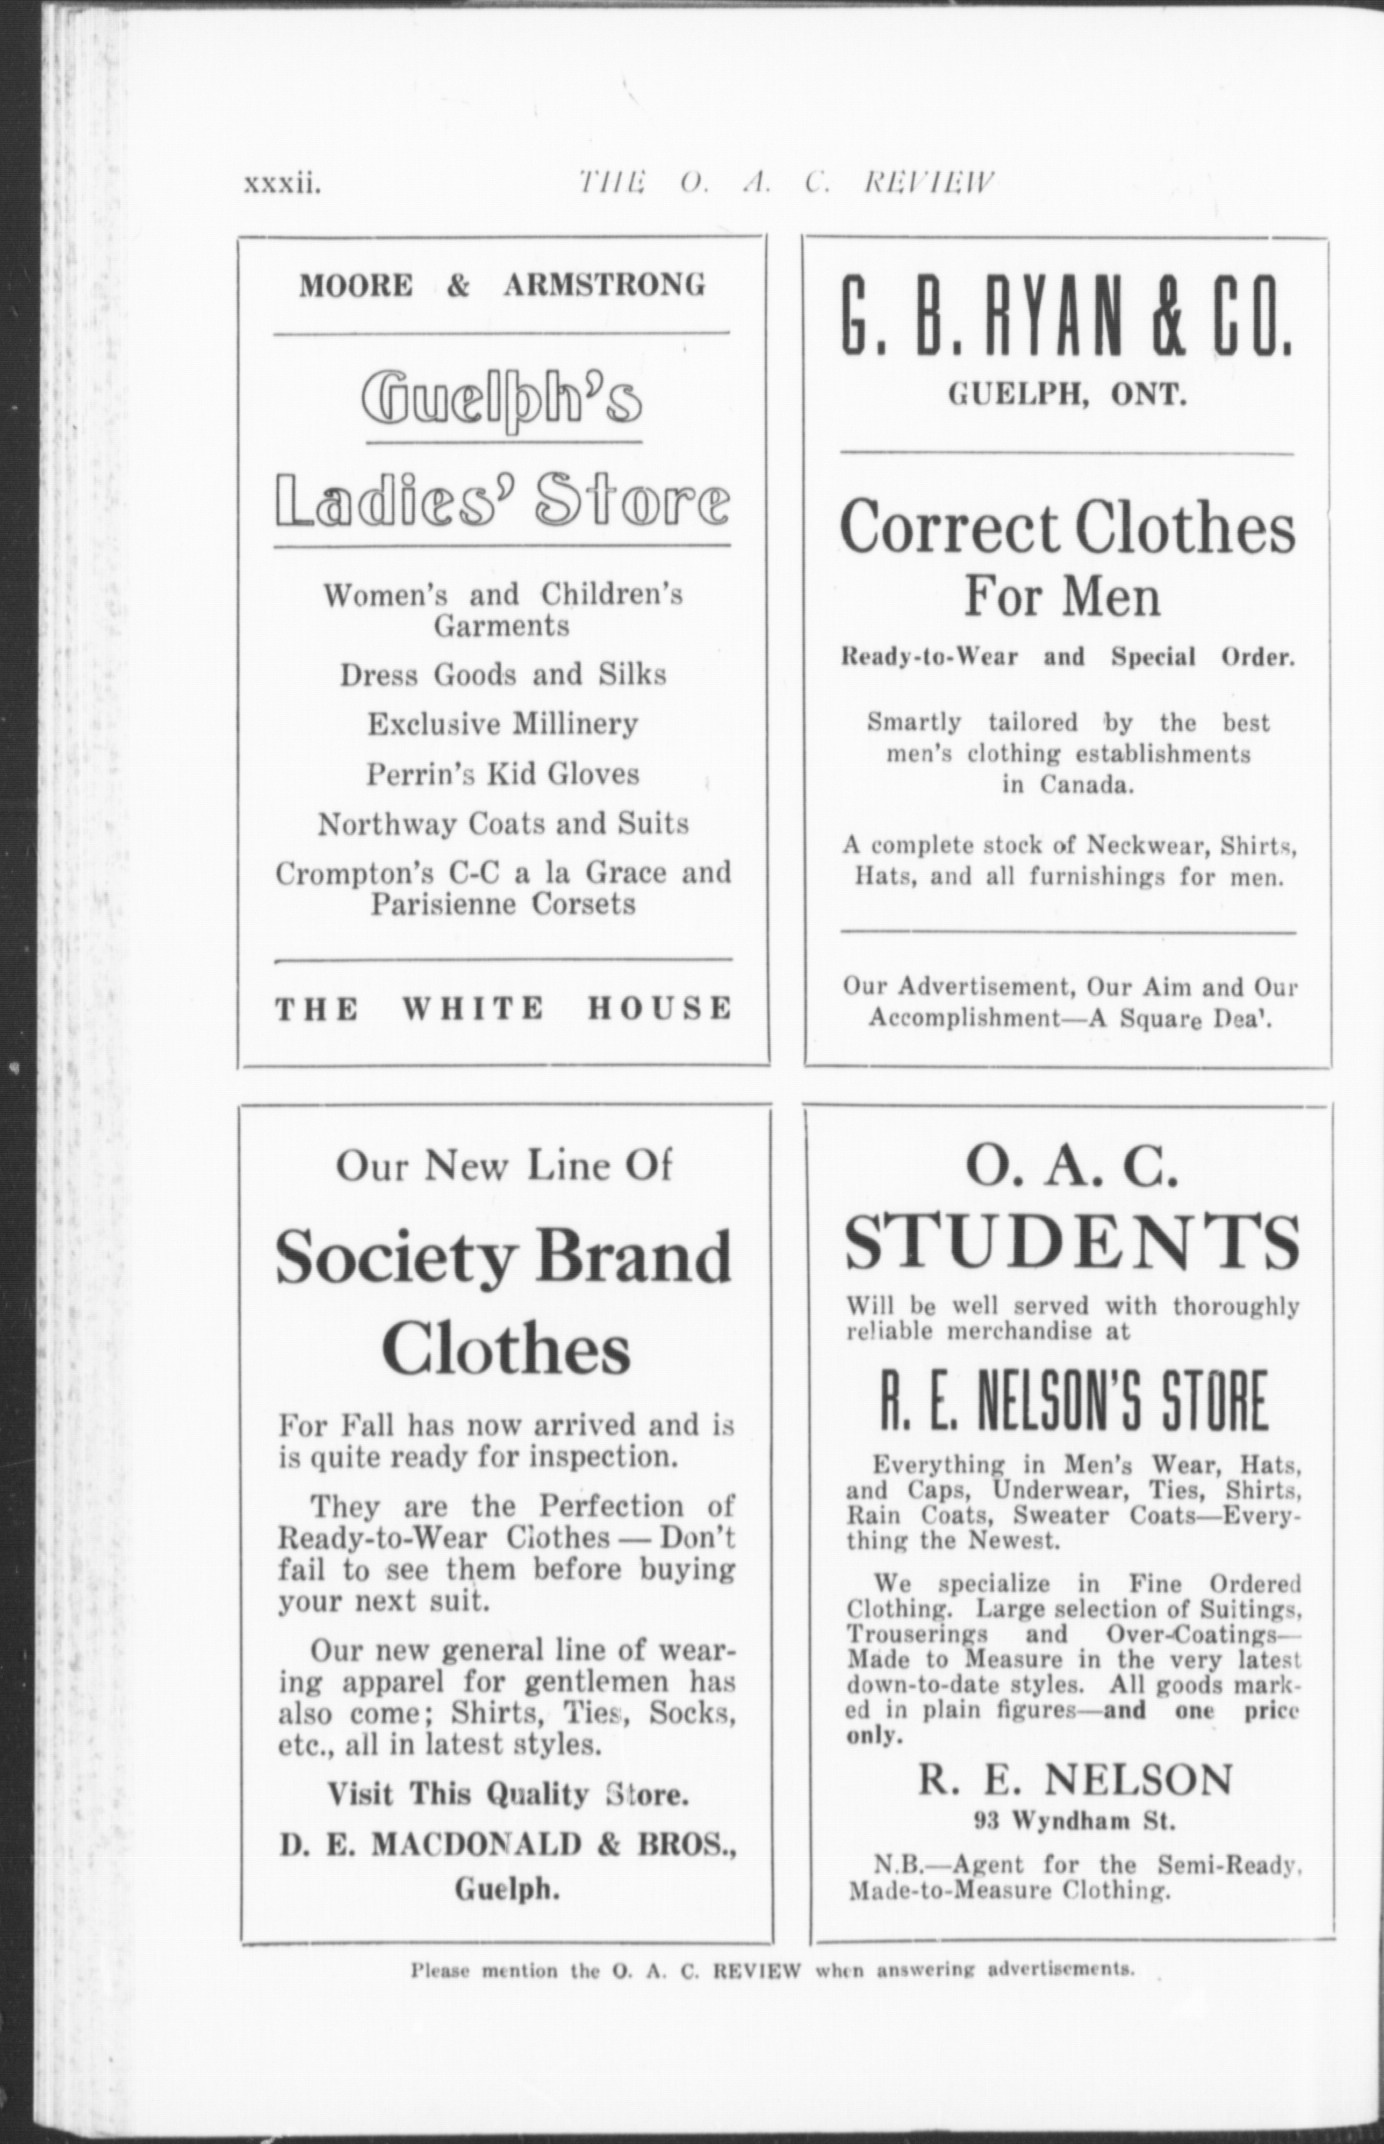 xxxii.
THE O. A. C. REVIEW
MOORE & ARMSTRONG
Guelph's
Ladies' Store
Women's and Children's
Garments
Dress Goods and Silks
Exclusive Millinery
Perrin's Kid Gloves
Northway Coats and Suits
Crompton's C-C a la Grace and
Parisienne Corsets
THE WHITE HOUSE
G. B. RYAN & CO.
GUELPH, ONT.
Correct Clothes
For Men
Ready-to-Wear and Special Order.
Smartly tailored by the best
men's clothing establishments
in Canada.
A complete stock of Neckwear, Shirts,
Hats, and all furnishings for men.
Our Advertisement, Our Aim and Our
Accomplishment—A Square Dea'.
Our New Line Of
Society Brand
Clothes
For Fall has now arrived and is
is quite ready for inspection.
They are the Perfection of
Ready-to-Wear Clothes — Don't
fail to see them before buying
your next suit.
Our new general line of wear-
ing apparel for gentlemen has
also come; Shirts, Ties, Socks,
etc., all in latest styles.
Visit This Quality Store.
D. E. MACDONALD & BROS.,
Guelph.
O. A. C.
STUDENTS
Will be well served with thoroughly
reliable merchandise at
R. E. NELSON'S STORE
Everything in Men's Wear, Hats,
and Caps, Underwear, Ties, Shirts,
Rain Coats, Sweater Coats—Every-
thing the Newest.
We specialize in Fine Ordered
Clothing. Large selection of Suitings,
Trouserings and Over-Coatings—
Made to Measure in the very latest
down-to-date styles. All goods mark-
ed in plain figures—and one price
only.
R. E. NELSON
93 Wyndham St.
N.B.—Agent for the Semi-Ready,
Made-to-Measure Clothing.
Please mention the O. A. C. REVIEW when answering advertisements.